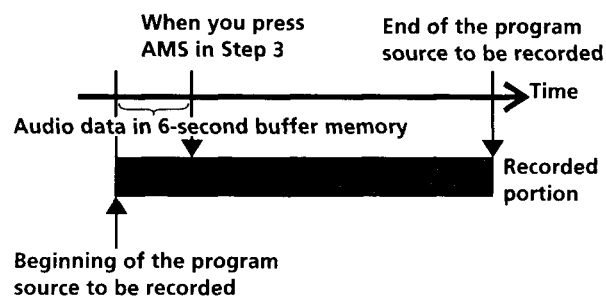 When you press
AMS in Step 3
End of the program
source to be recorded
Time
Audio data in 6-second buffer memory
Recorded
portion
Beginning of the program
source to be recorded